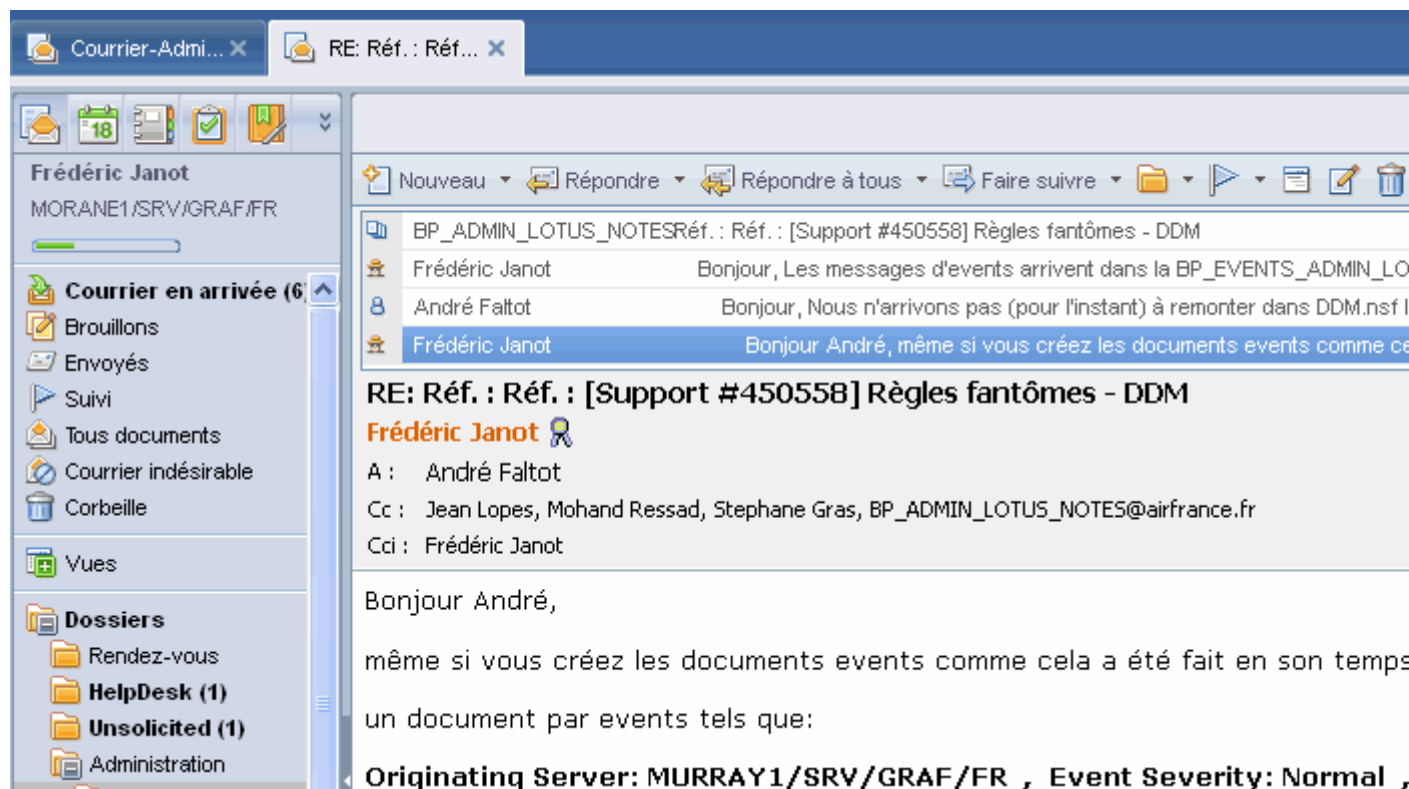 Courrier-Admi...
RE: Réf. : Réf...
18
Frédéric Janot
MORANE1/SRV/GRAF/FR
Courrier en arrivée (6
Brouillons
Envoyés
Suivi
Tous documents
Courrier indésirable
Corbeille
Vues
Dossiers
Rendez-vous
HelpDesk (1)
Unsolicited (1)
Administration
Nouveau Répondre Répondre à tous Faire suivre
BP_ADMIN_LOTUS_NOTESRéf. : Réf. : [Support #450558] Règles fantômes - DDM
Frédéric Janot Bonjour, Les messages d'events arrivent dans la BP_EVENTS_ADMIN_LO
André Faltot Bonjour, Nous n'arrivons pas (pour l'instant) à remonter dans DDM.nsf l
Frédéric Janot Bonjour André, même si vous créez les documents events comme ce
RE: Réf. : Réf. : [Support #450558] Règles fantômes - DDM
Frédéric Janot
A : André Faltot
Cc : Jean Lopes, Mohand Ressad, Stephane Gras, BP_ADMIN_LOTUS_NOTES@airfrance.fr
Cci : Frédéric Janot
Bonjour André,
même si vous créez les documents events comme cela a été fait en son temps
un document par events tels que:
Originating Server: MURRAY1/SRV/GRAF/FR , Event Severity: Normal ,